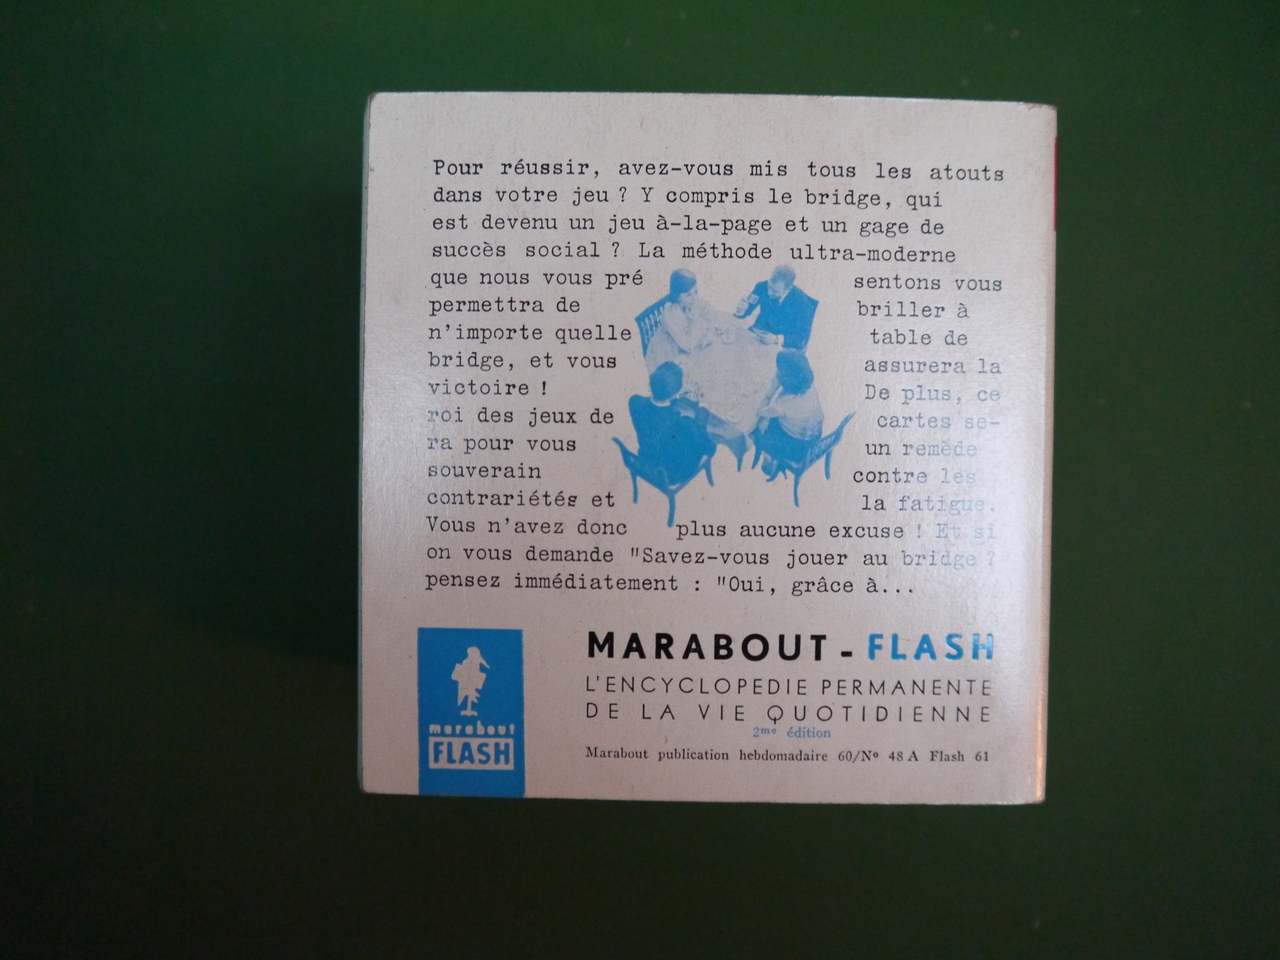 Pour réussir, avez-vous mis tous les atouts
dans votre jeu ? Y compris le bridge, qui
est devenu un jeu à-la-page et un gage de
succès social ? La méthode ultra-moderne
que nous vous pré sentons vous
permettra de briller à
n'importe quelle table de
bridge, et vous assurera la
victoire ! De plus, ce
roi des jeux de cartes se-
ra pour vous un remède
souverain contre les
contrariétés et la fatigue.
Vous n'avez donc plus aucune excuse ! Et si
on vous demande "Savez-vous jouer au bridge ?
pensez immédiatement : "Oui, grâce à...
MARABOUT - FLASH
L'ENCYCLOPEDIE PERMANENTE
DE LA VIE QUOTIDIENNE
2me édition
Marabout publication hebdomadaire 60/No 48 A Flash 61
marabout
FLASH